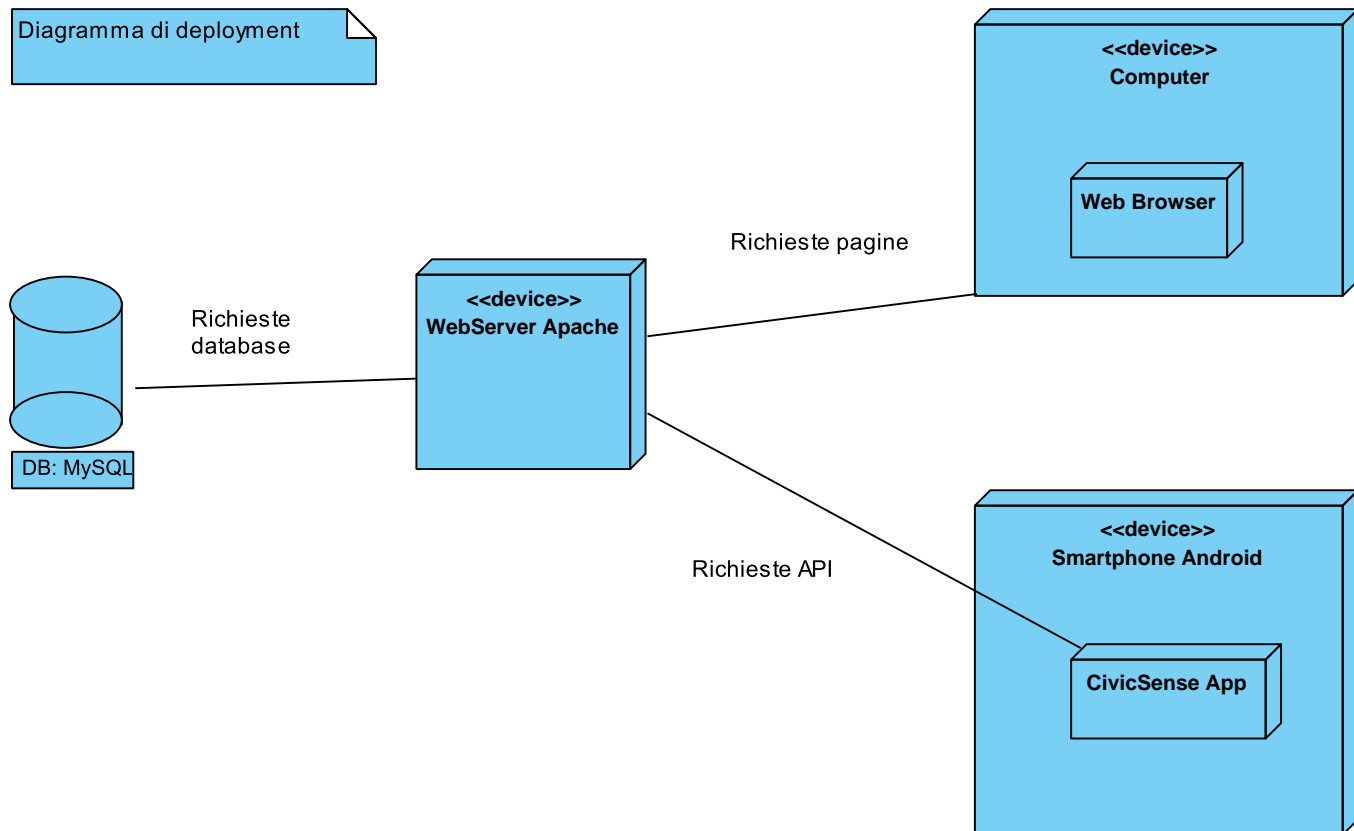 Diagramma di deployment
<<device>>
Computer
Web Browser
Richieste pagine
<<device>>
WebServer Apache
Richieste
database
DB: MySQL
<<device>>
Smartphone Android
Richieste API
CivicSense App